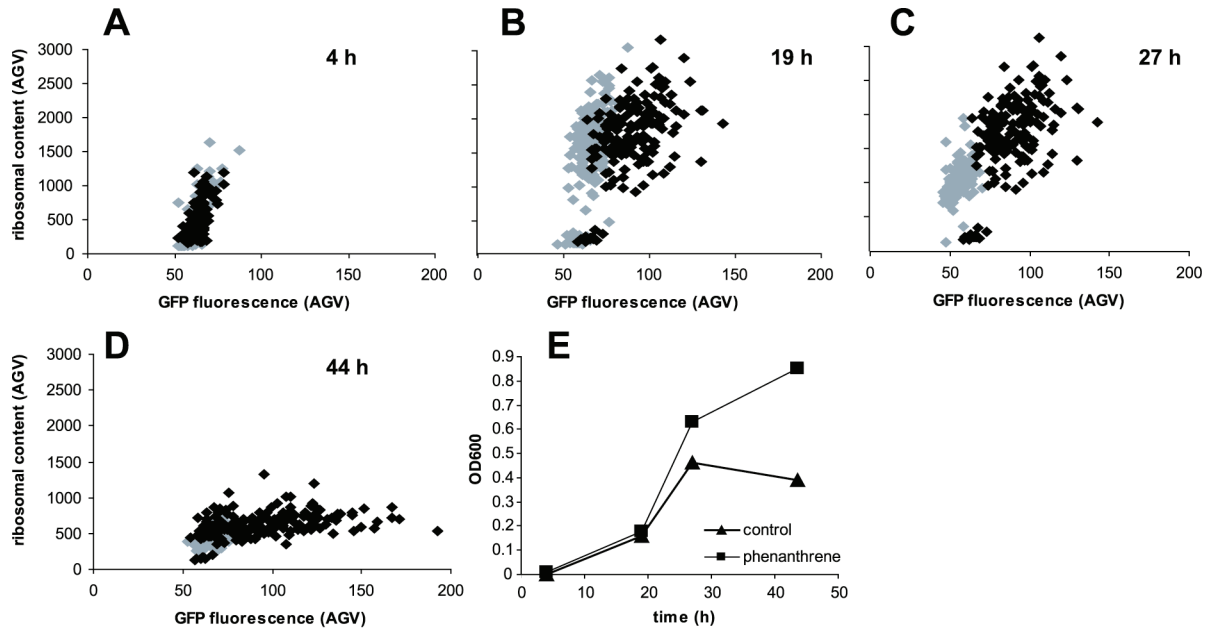 A
4 h
ribosomal content (AGV)
3000
2500
2000
1500
1000
500
0
0
50
100
150
200
GFP fluorescence (AGV)
B
19 h
0
50
100
150
200
GFP fluorescence (AGV)
C
27 h
0
50
100
150
200
GFP fluorescence (AGV)
D
44 h
ribosomal content (AGV)
3000
2500
2000
1500
1000
500
0
0
50
100
150
200
GFP fluorescence (AGV)
E
OD600
0.9
0.8
0.7
0.6
0.5
0.4
0.3
0.2
0.1
0
0
10
20
30
40
50
time (h)
control
phenanthrene